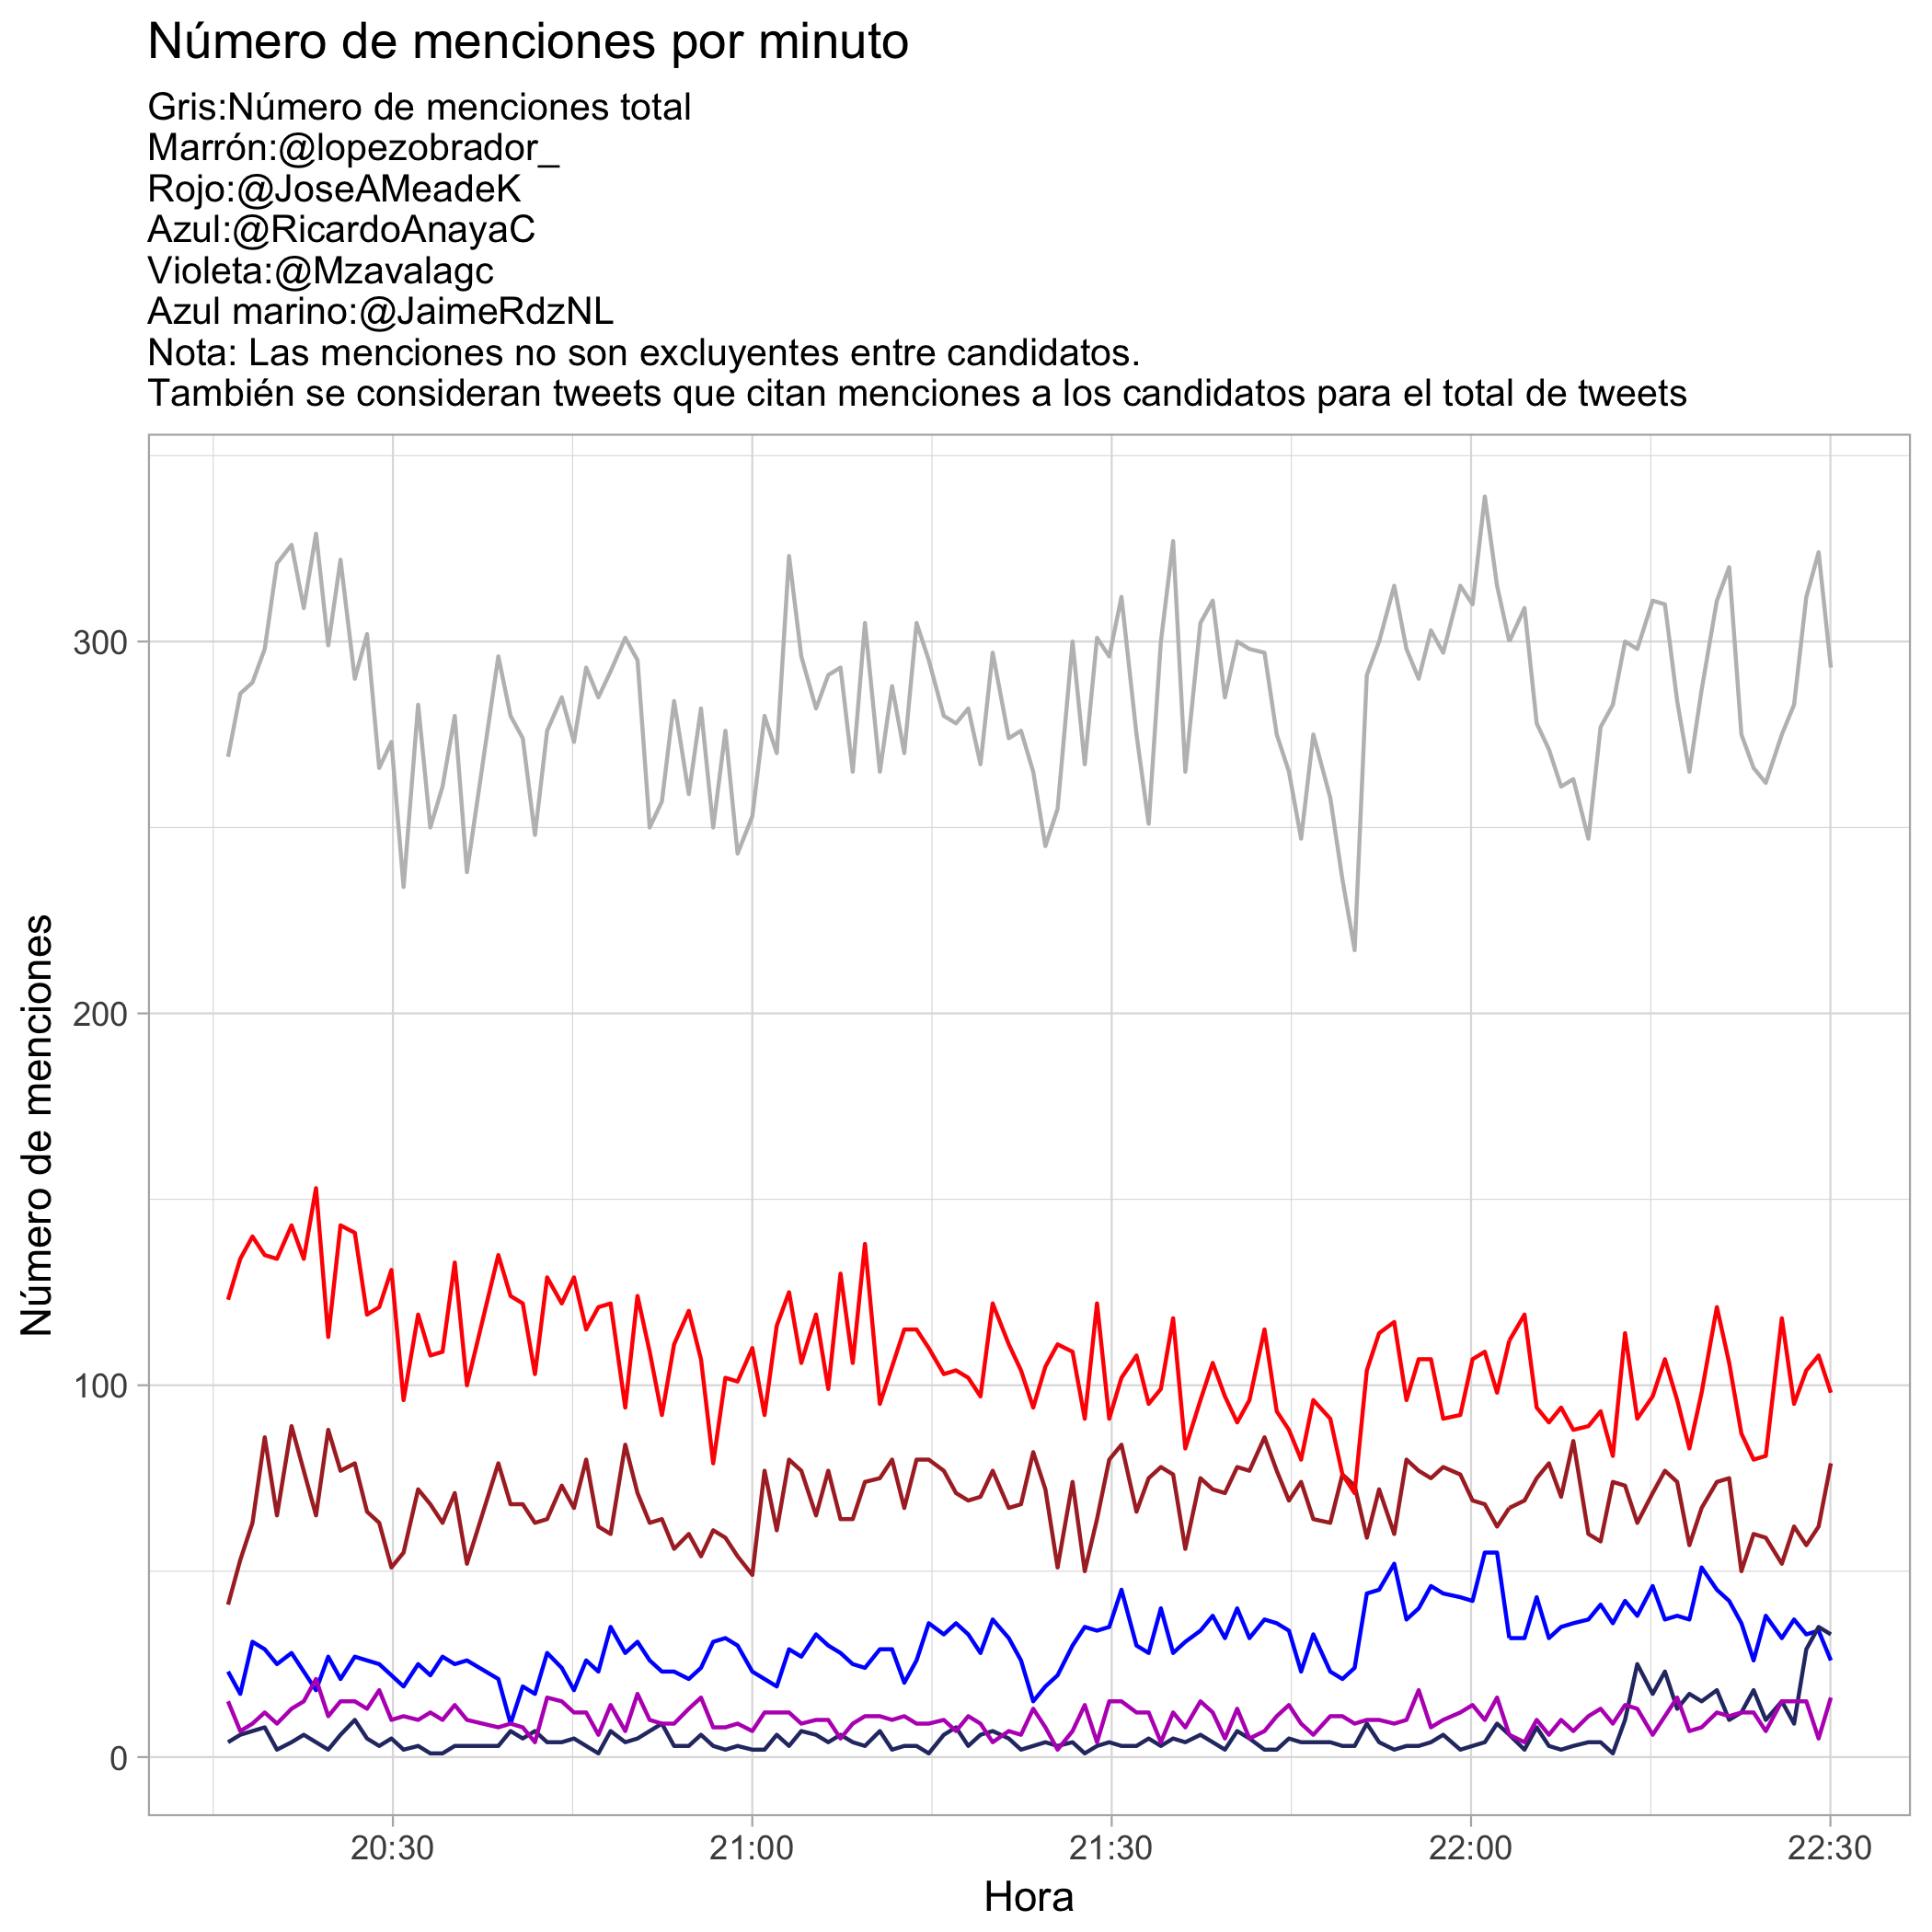 Número de menciones por minuto
Gris:Número de menciones total
Marrón:@lopezobrador_
Rojo:@JoseAMeadeK
Azul:@RicardoAnayaC
Violeta:@Mzavalagc
Azul marino:@JaimeRdzNL
Nota: Las menciones no son excluyentes entre candidatos.
También se consideran tweets que citan menciones a los candidatos para el total de tweets
Número de menciones
300
200
100
0
20:30
21:00
21:30
22:00
22:30
Hora